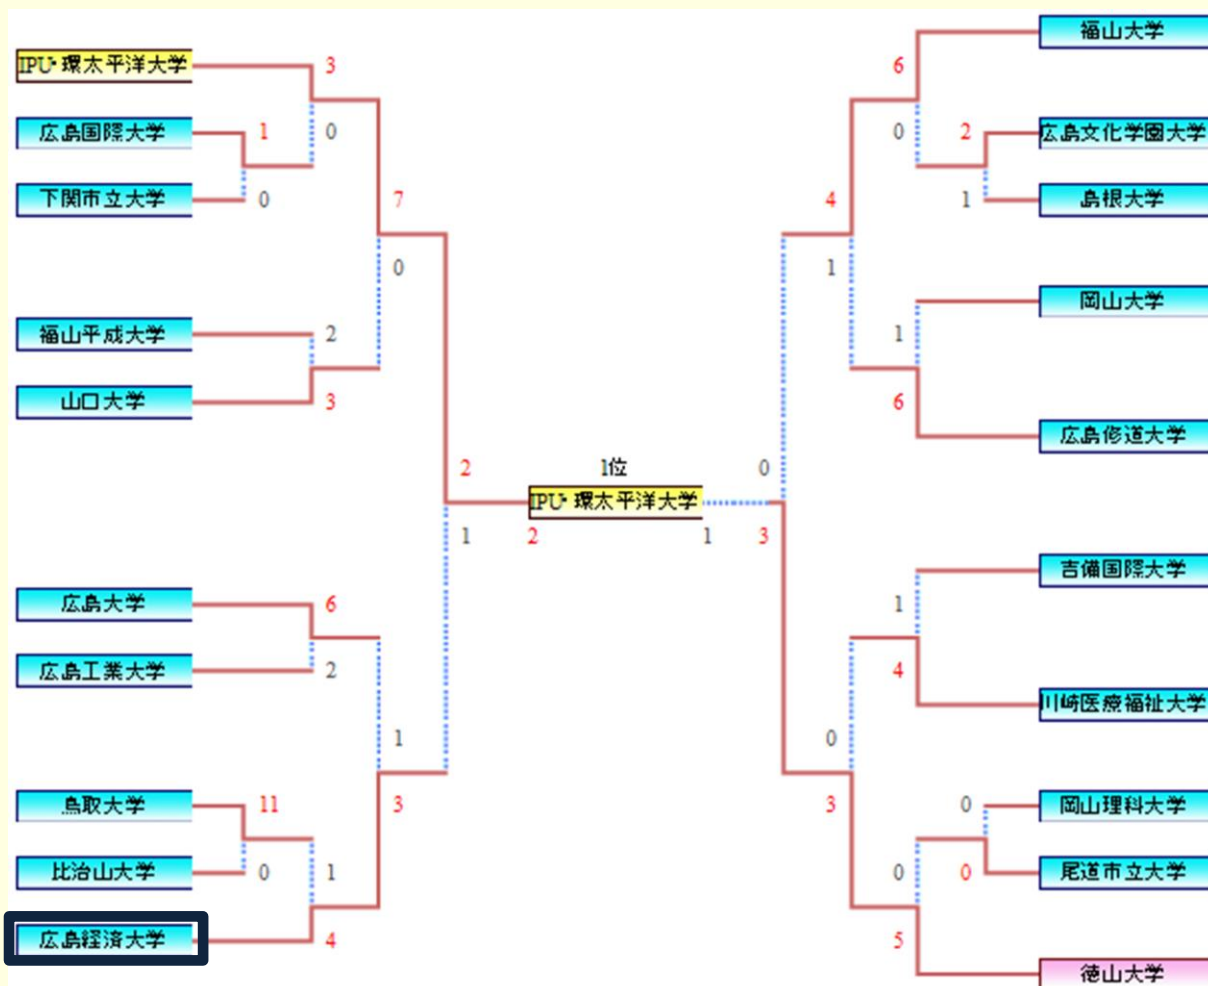 IPU・環太平洋大学
3
広島国際大学
1
0
下関市立大学
0
7
0
福山平成大学
2
山口大学
3
2
1
広島大学
6
広島工業大学
2
1
3
鳥取大学
11
比治山大学
0
1
広島経済大学
4
1位
IPU・環太平洋大学
2
1
福山大学
6
0
広島文化学園大学
2
島根大学
1
4
1
岡山大学
1
広島修道大学
6
0
3
吉備国際大学
1
川崎医療福祉大学
4
0
3
岡山理科大学
0
尾道市立大学
0
0
徳山大学
5